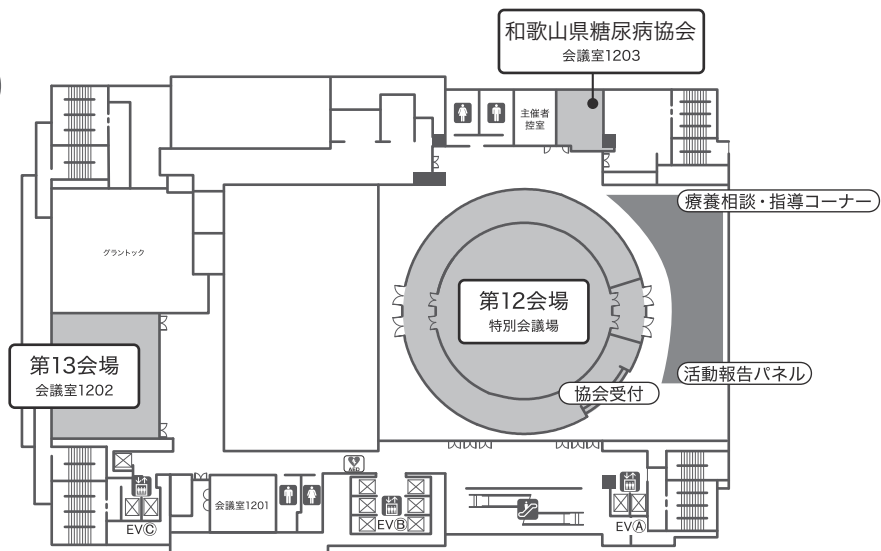 和歌山県糖尿病協会
会議室1203
主催者
控室
療養相談・指導コーナー
グラントック
第12会場
特別会議場
第13会場
会議室1202
活動報告パネル
協会受付
AED
会議室1201
EVⒸ
EVⒷ
EVⒶ